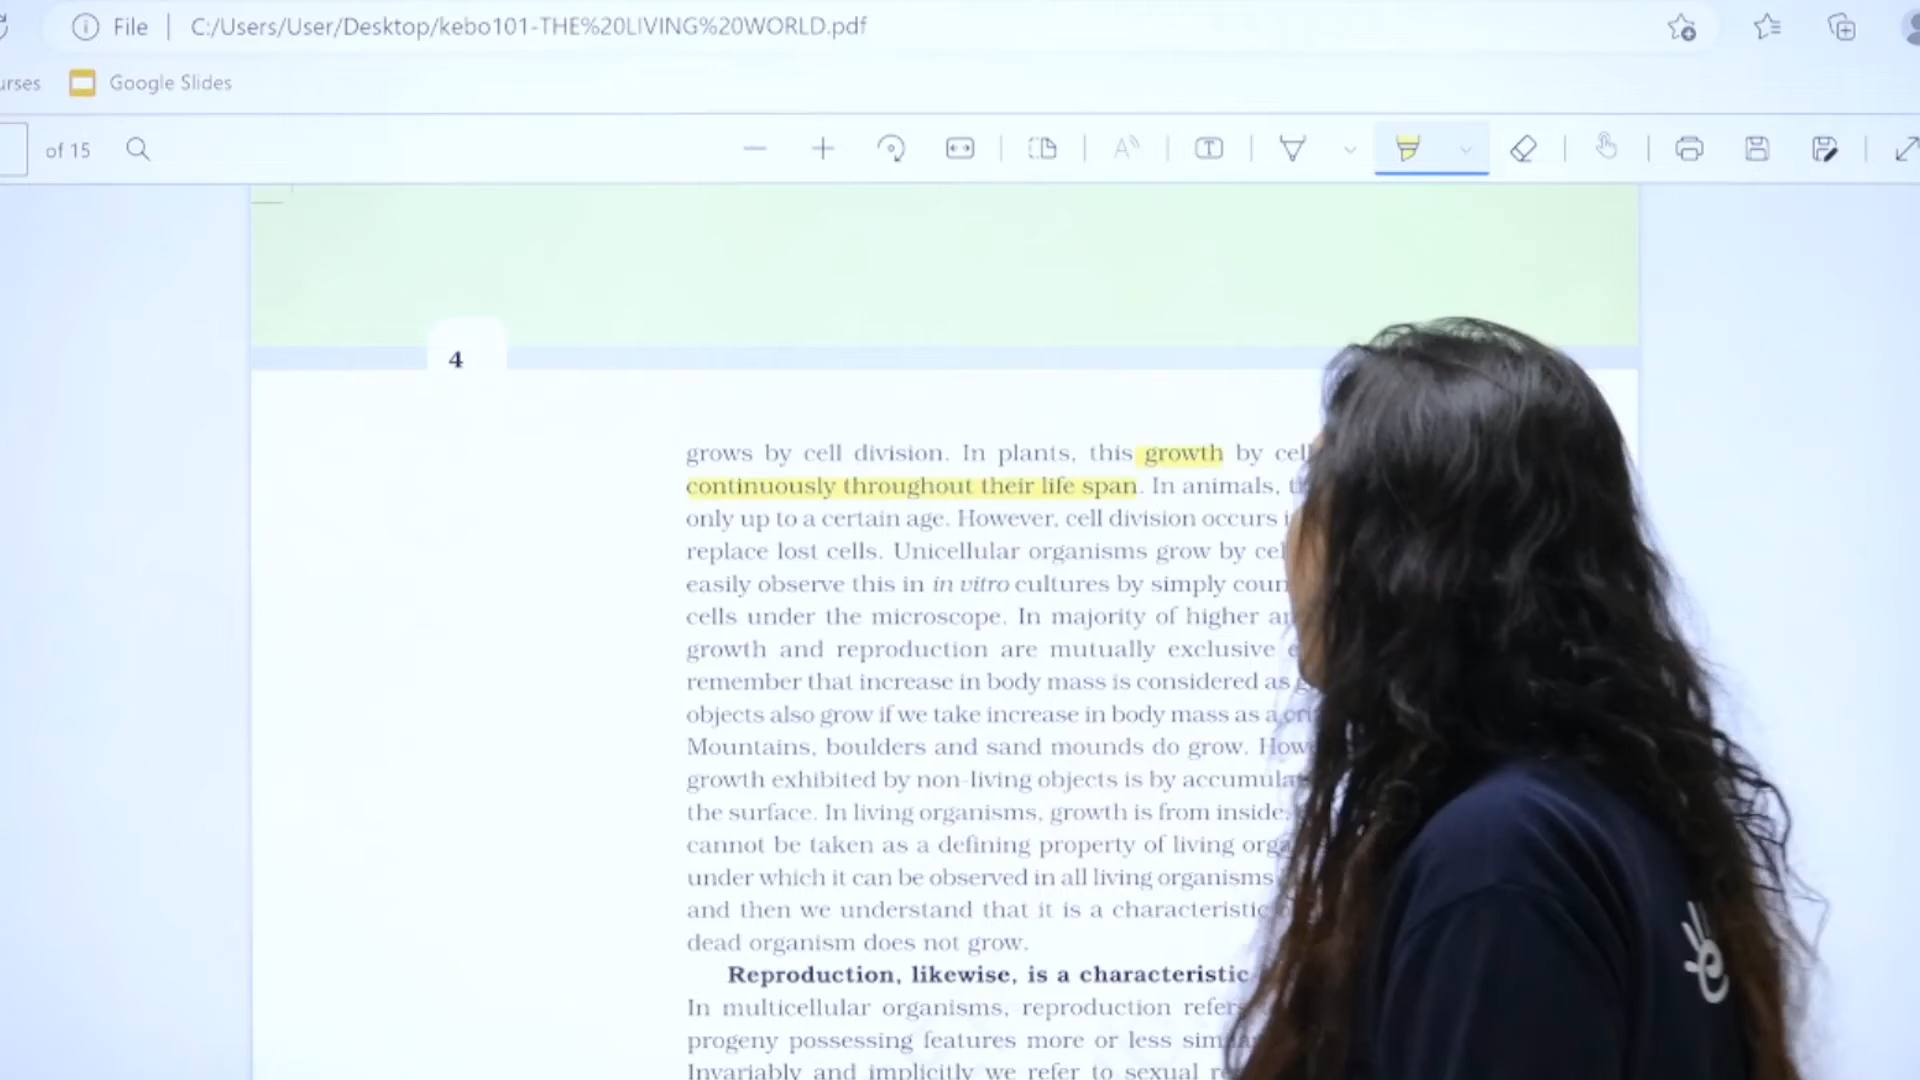 File | C:/Users/User/Desktop/kebo101-THE%20LIVING%20WORLD.pdf
Google Slides
of 15
4
grows by cell division. In plants, this growth by cell
continuously throughout their life span. In animals,
only up to a certain age. However, cell division occurs
replace lost cells. Unicellular organisms grow by
easily observe this in in vitro cultures by simply
cells under the microscope. In majority of higher
growth and reproduction are mutually exclusive
remember that increase in body mass is considered as
objects also grow if we take increase in body mass as a
Mountains, boulders and sand mounds do grow.
growth exhibited by non-living objects is by
the surface. In living organisms, growth is from inside.
cannot be taken as a defining property of living
under which it can be observed in all living organisms
and then we understand that it is a characteristic
dead organism does not grow.
Reproduction, likewise, is a characteristic
In multicellular organisms, reproduction refers
progeny possessing features more or less
Invariably and implicitly we refer to sexual